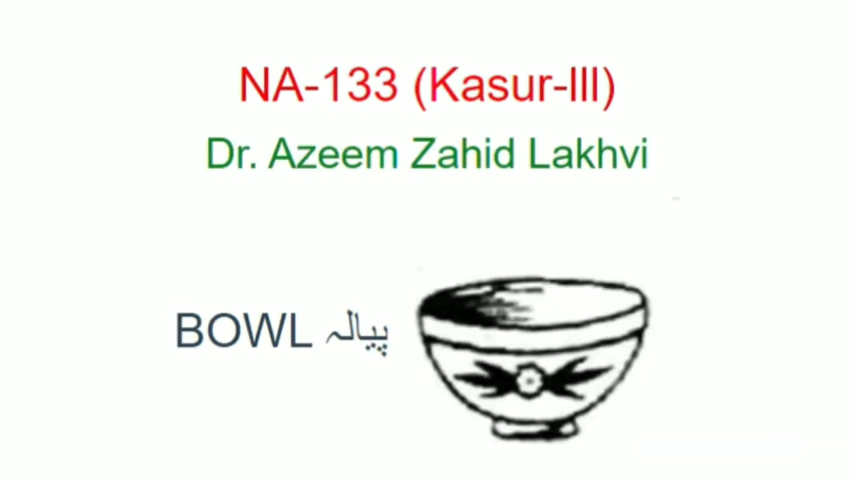 NA-133 (Kasur-III)
Dr. Azeem Zahid Lakhvi
BOWL پیالہ